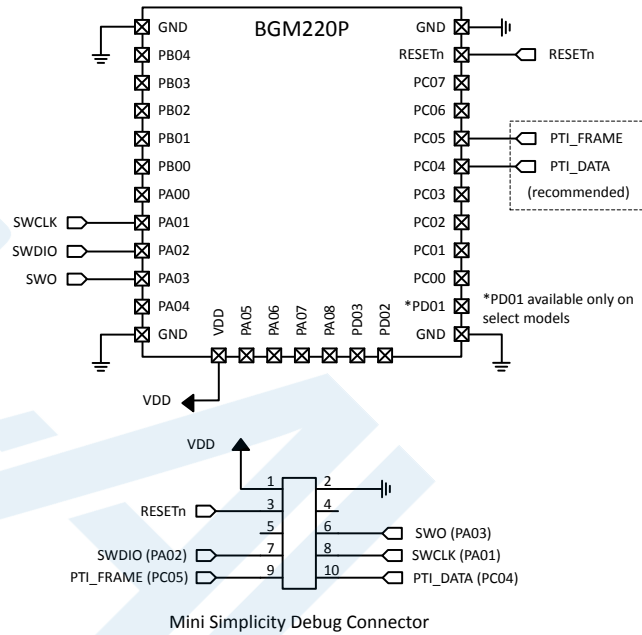 BGM220P
GND
PB04
PB03
PB02
PB01
PB00
PA00
PA01
PA02
PA03
PA04
GND
SWCLK
SWDIO
SWO
VDD
PA05
PA06
PA07
PA08
PD03
PD02
GND
RESETn
PC07
PC06
PC05
PC04
PC03
PC02
PC01
PC00
*PD01
GND
RESETn
PTI_FRAME
PTI_DATA
(recommended)
*PD01 available only on
select models
VDD
VDD
1
2
RESETn
3
4
5
6
SWO (PA03)
SWDIO (PA02)
7
8
SWCLK (PA01)
PTI_FRAME (PC05)
9
10
PTI_DATA (PC04)
Mini Simplicity Debug Connector